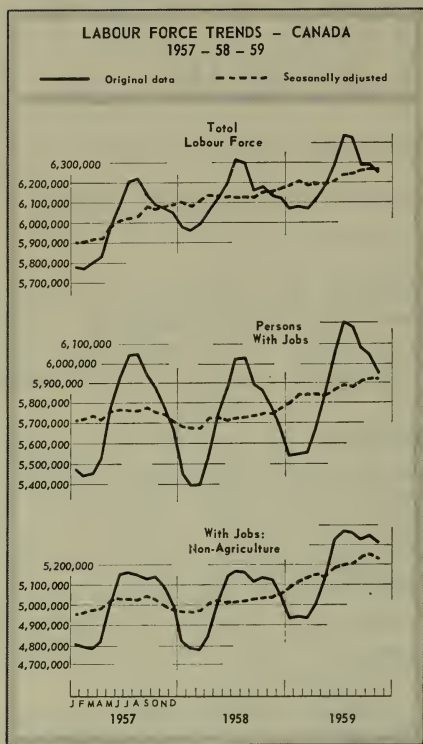 LABOUR FORCE TRENDS – CANADA
1957 – 58 – 59
Original data
Seasonally adjusted
Total
Labour Force
6,300,000
6,200,000
6,100,000
6,000,000
5,900,000
5,800,000
5,700,000
Persons
With Jobs
6,100,000
6,000,000
5,900,000
5,800,000
5,700,000
5,600,000
5,500,000
5,400,000
With Jobs:
Non-Agriculture
5,200,000
5,100,000
5,000,000
4,900,000
4,800,000
4,700,000
J F M A M J J A S O N D
1957
1958
1959